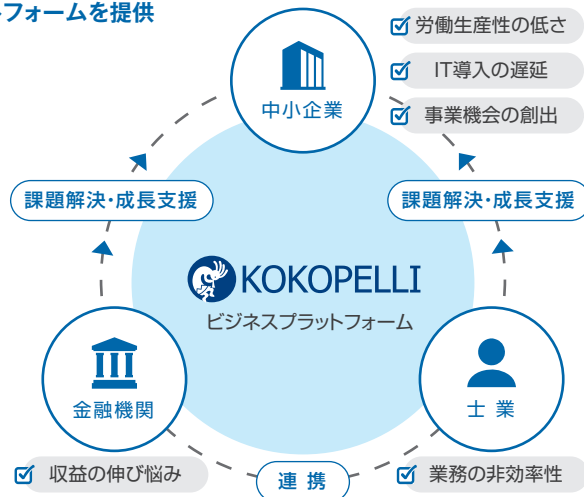 トフォームを提供
労働生産性の低さ
IT導入の遅延
事業機会の創出
中小企業
課題解決・成長支援
課題解決・成長支援
KOKOPELLI
ビジネスプラットフォーム
金融機関
士業
収益の伸び悩み
連携
業務の非効率性